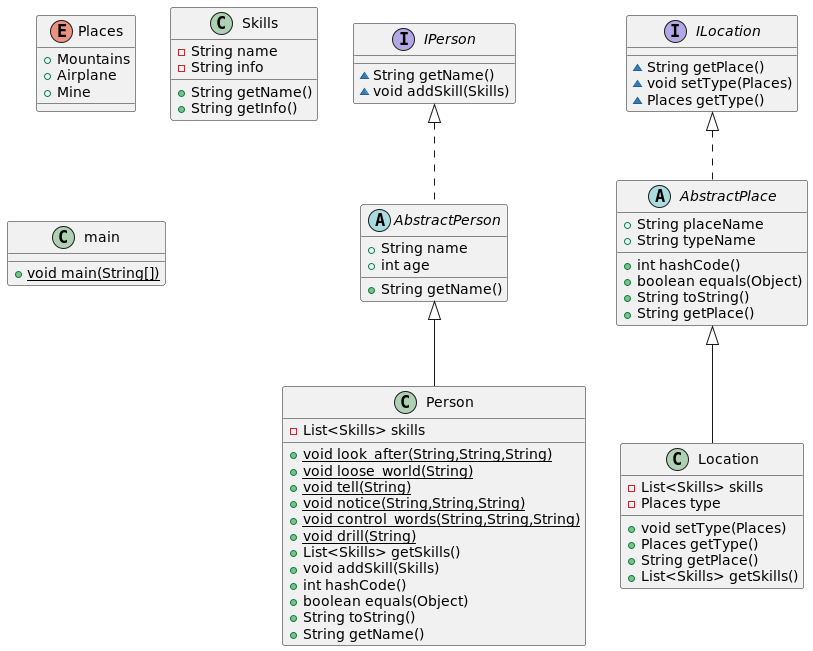 E Places
Mountains
Airplane
Mine
C Skills
String name
String info
String getName()
String getInfo()
I IPerson
String getName()
void addSkill(Skills)
I ILocation
String getPlace()
void setType(Places)
Places getType()
C main
void main(String[])
A AbstractPerson
String name
int age
String getName()
A AbstractPlace
String placeName
String typeName
int hashCode()
boolean equals(Object)
String toString()
String getPlace()
C Person
List<Skills> skills
void look_after(String,String,String)
void loose_world(String)
void tell(String)
void notice(String,String,String)
void control_words(String,String,String)
void drill(String)
List<Skills> getSkills()
void addSkill(Skills)
int hashCode()
boolean equals(Object)
String toString()
String getName()
C Location
List<Skills> skills
Places type
void setType(Places)
Places getType()
String getPlace()
List<Skills> getSkills()